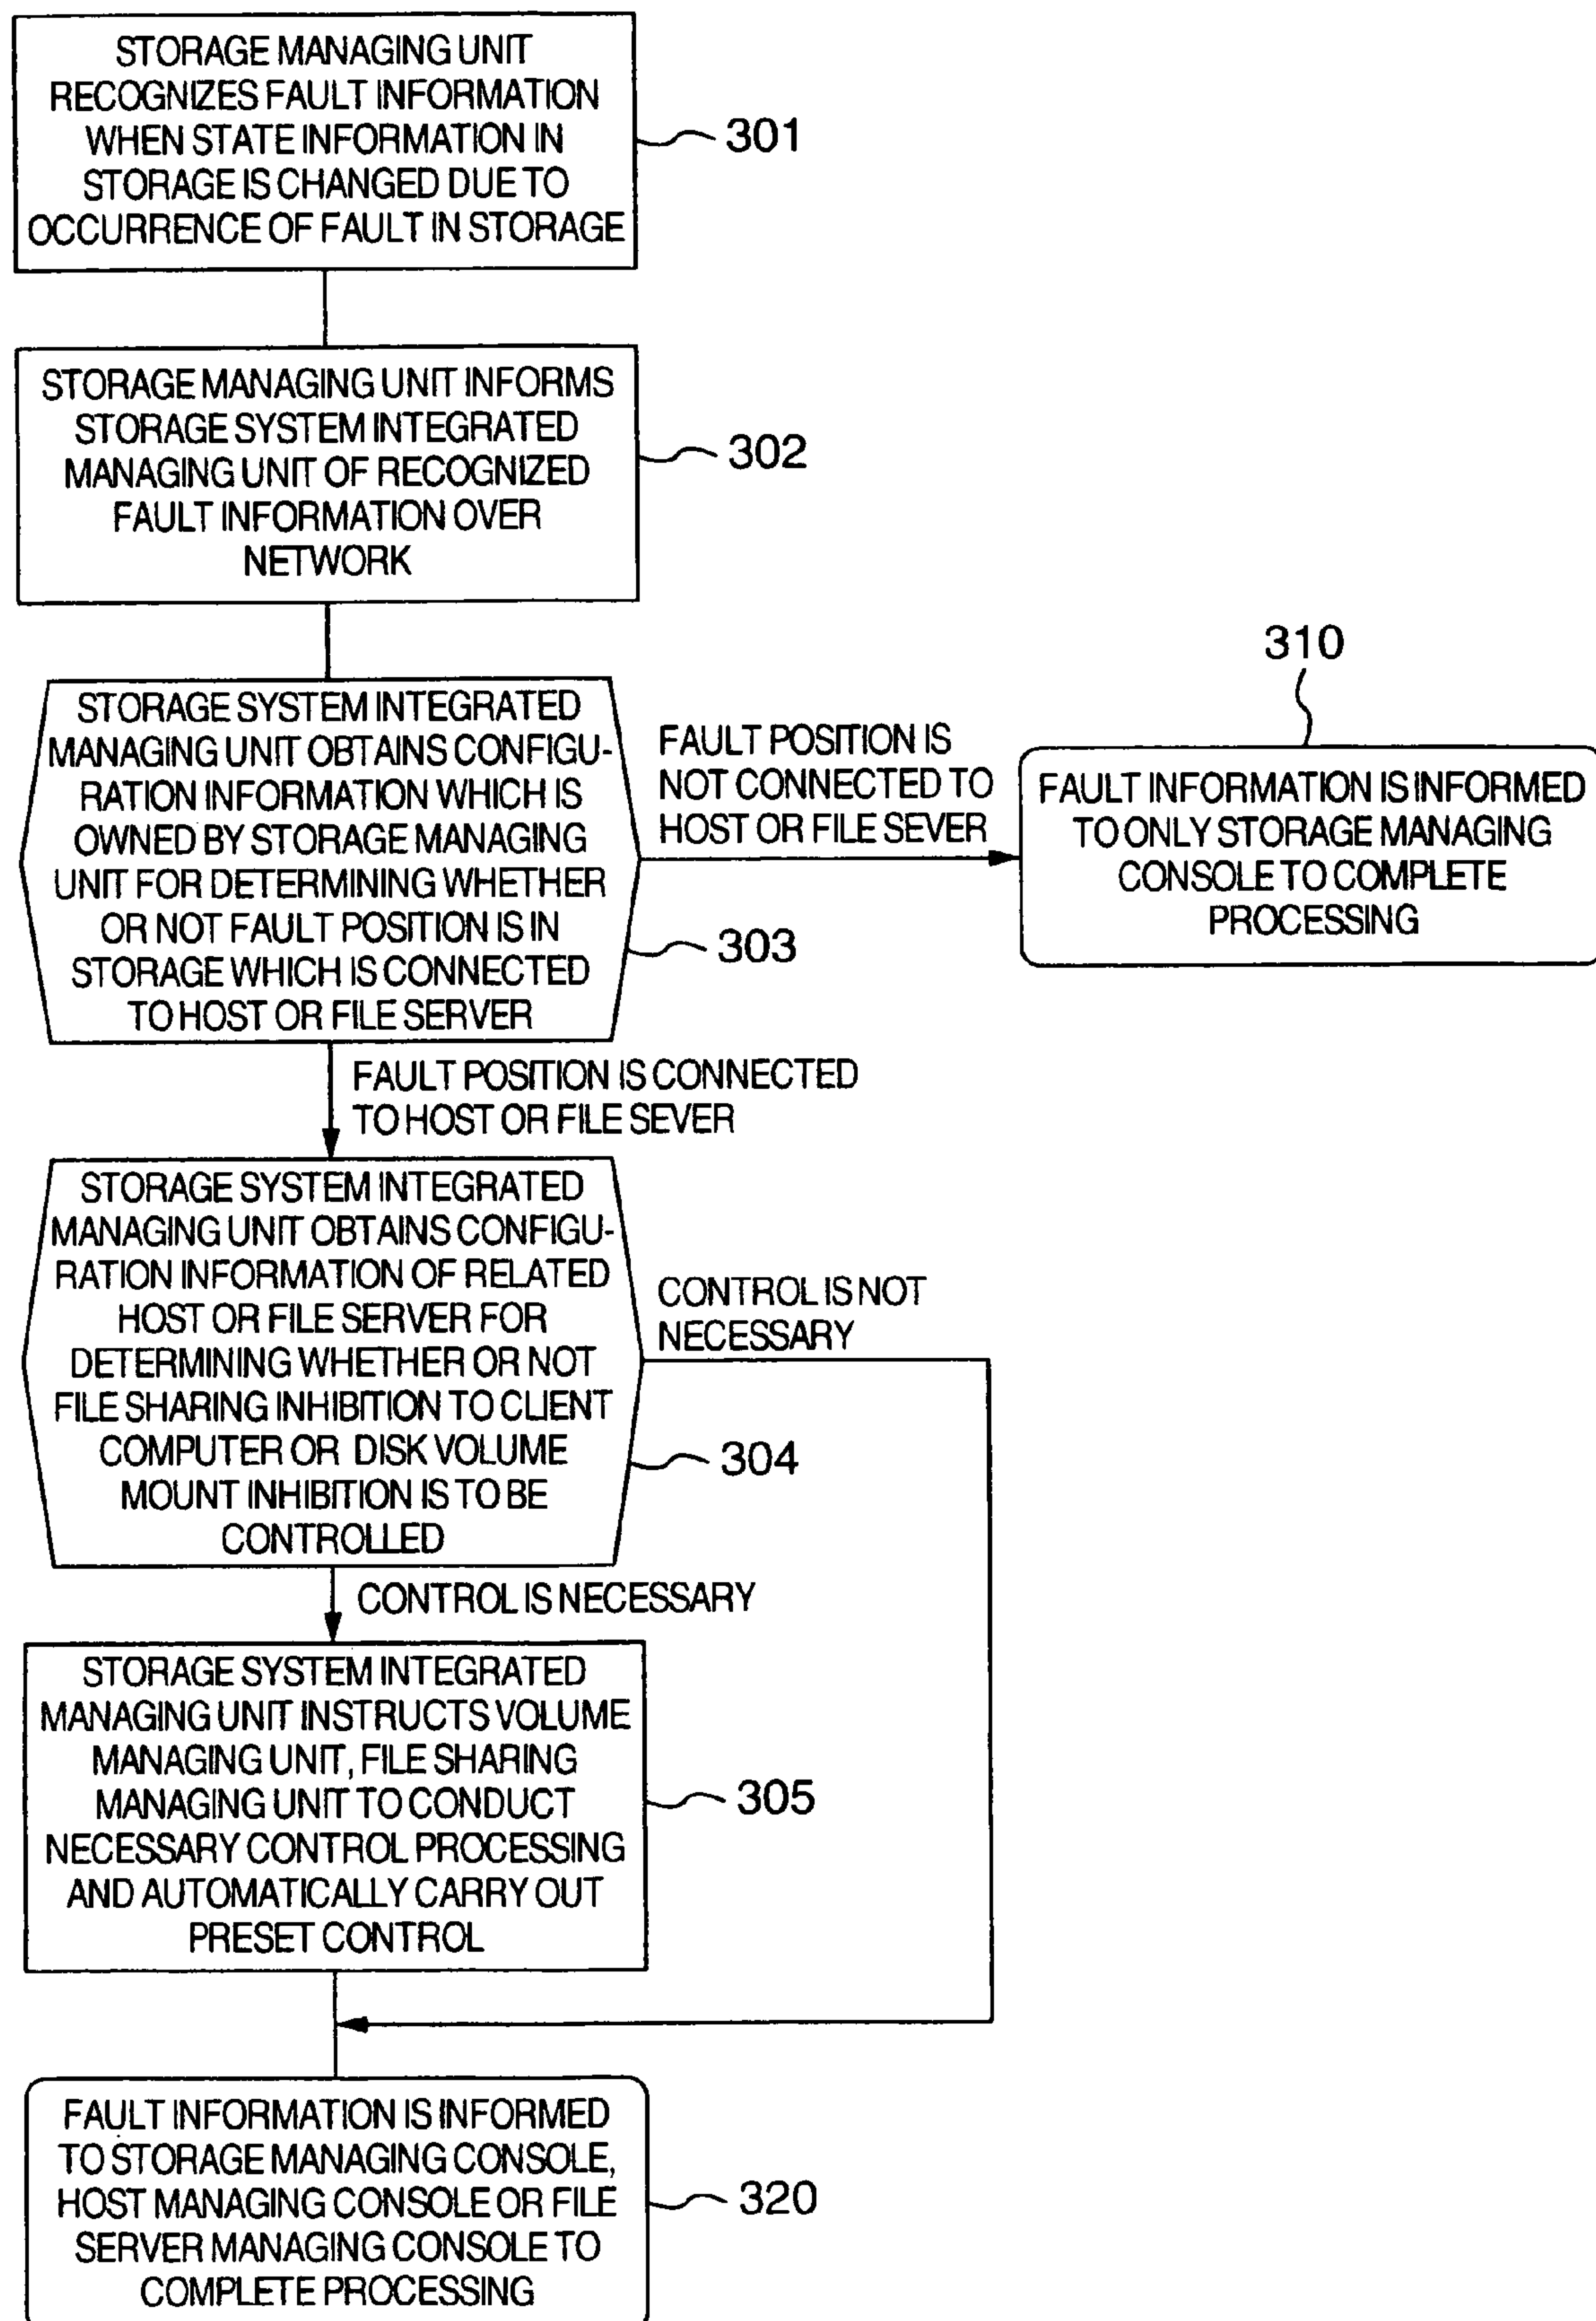 STORAGE MANAGING UNIT
RECOGNIZES FAULT INFORMATION
WHEN STATE INFORMATION IN
STORAGE IS CHANGED DUE TO
OCCURRENCE OF FAULT IN STORAGE
301
STORAGE MANAGING UNIT INFORMS
STORAGE SYSTEM INTEGRATED
MANAGING UNIT OF RECOGNIZED
FAULT INFORMATION OVER
NETWORK
302
STORAGE SYSTEM INTEGRATED
MANAGING UNIT OBTAINS CONFIGU-
RATION INFORMATION WHICH IS
OWNED BY STORAGE MANAGING
UNIT FOR DETERMINING WHETHER
OR NOT FAULT POSITION IS IN
STORAGE WHICH IS CONNECTED
TO HOST OR FILE SERVER
303
FAULT POSITION IS
NOT CONNECTED TO
HOST OR FILE SEVER
310
FAULT INFORMATION IS INFORMED
TO ONLY STORAGE MANAGING
CONSOLE TO COMPLETE
PROCESSING
FAULT POSITION IS CONNECTED
TO HOST OR FILE SEVER
STORAGE SYSTEM INTEGRATED
MANAGING UNIT OBTAINS CONFIGU-
RATION INFORMATION OF RELATED
HOST OR FILE SERVER FOR
DETERMINING WHETHER OR NOT
FILE SHARING INHIBITION TO CLIENT
COMPUTER OR DISK VOLUME
MOUNT INHIBITION IS TO BE
CONTROLLED
304
CONTROL IS NOT
NECESSARY
CONTROL IS NECESSARY
STORAGE SYSTEM INTEGRATED
MANAGING UNIT INSTRUCTS VOLUME
MANAGING UNIT, FILE SHARING
MANAGING UNIT TO CONDUCT
NECESSARY CONTROL PROCESSING
AND AUTOMATICALLY CARRY OUT
PRESET CONTROL
305
FAULT INFORMATION IS INFORMED
TO STORAGE MANAGING CONSOLE,
HOST MANAGING CONSOLE OR FILE
SERVER MANAGING CONSOLE TO
COMPLETE PROCESSING
320